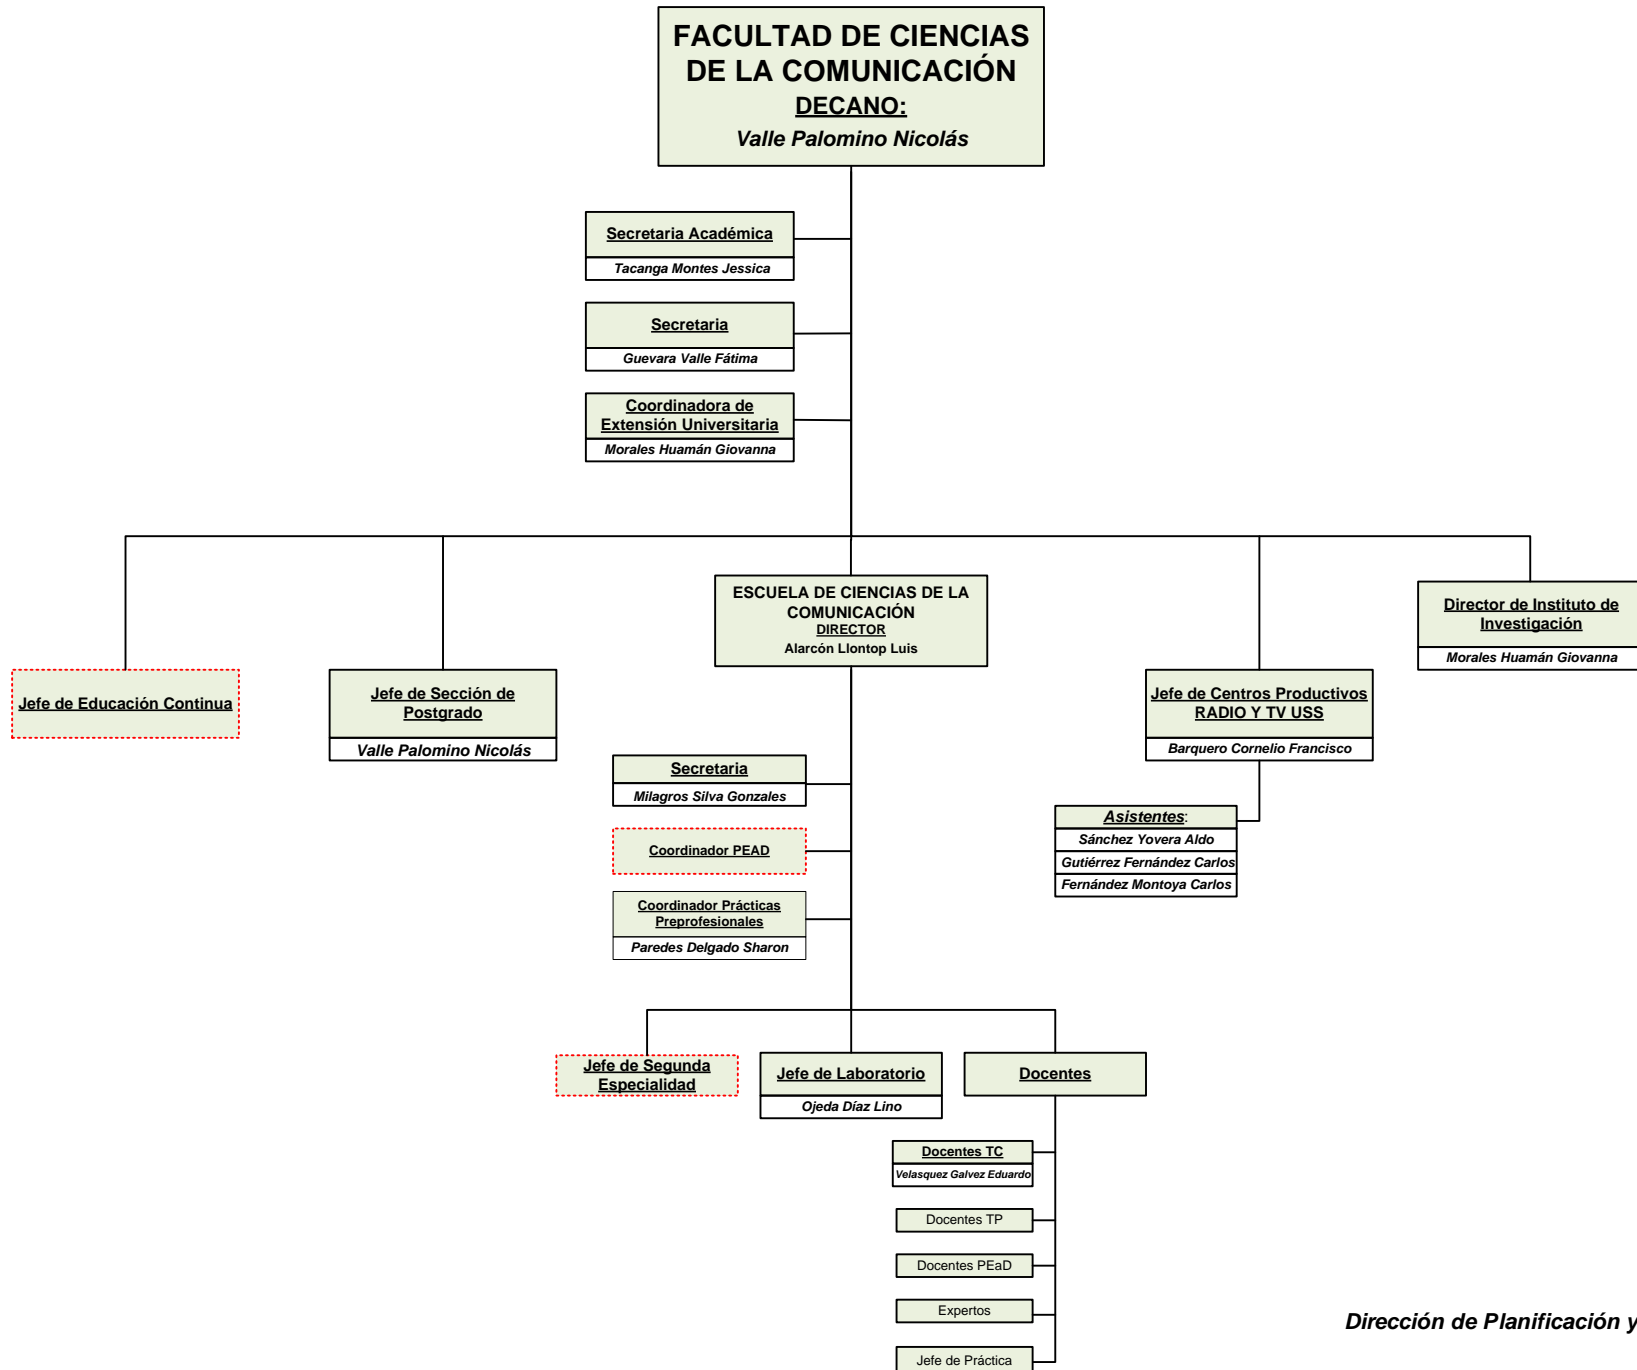 FACULTAD DE CIENCIAS
DE LA COMUNICACIÓN
DECANO:
Valle Palomino Nicolás
Secretaria Académica
Tacanga Montes Jessica
Secretaria
Guevara Valle Fátima
Coordinadora de
Extensión Universitaria
Morales Huamán Giovanna
Jefe de Educación Continua
Jefe de Sección de
Postgrado
Valle Palomino Nicolás
ESCUELA DE CIENCIAS DE LA
COMUNICACIÓN
DIRECTOR
Alarcón Llontop Luis
Jefe de Centros Productivos
RADIO Y TV USS
Barquero Cornelio Francisco
Director de Instituto de
Investigación
Morales Huamán Giovanna
Asistentes:
Sánchez Yovera Aldo
Gutiérrez Fernández Carlos
Fernández Montoya Carlos
Secretaria
Milagros Silva Gonzales
Coordinador PEAD
Coordinador Prácticas
Preprofesionales
Paredes Delgado Sharon
Jefe de Segunda
Especialidad
Jefe de Laboratorio
Ojeda Díaz Lino
Docentes
Docentes TC
Velasquez Galvez Eduardo
Docentes TP
Docentes PEaD
Expertos
Jefe de Práctica
Dirección de Planificación y